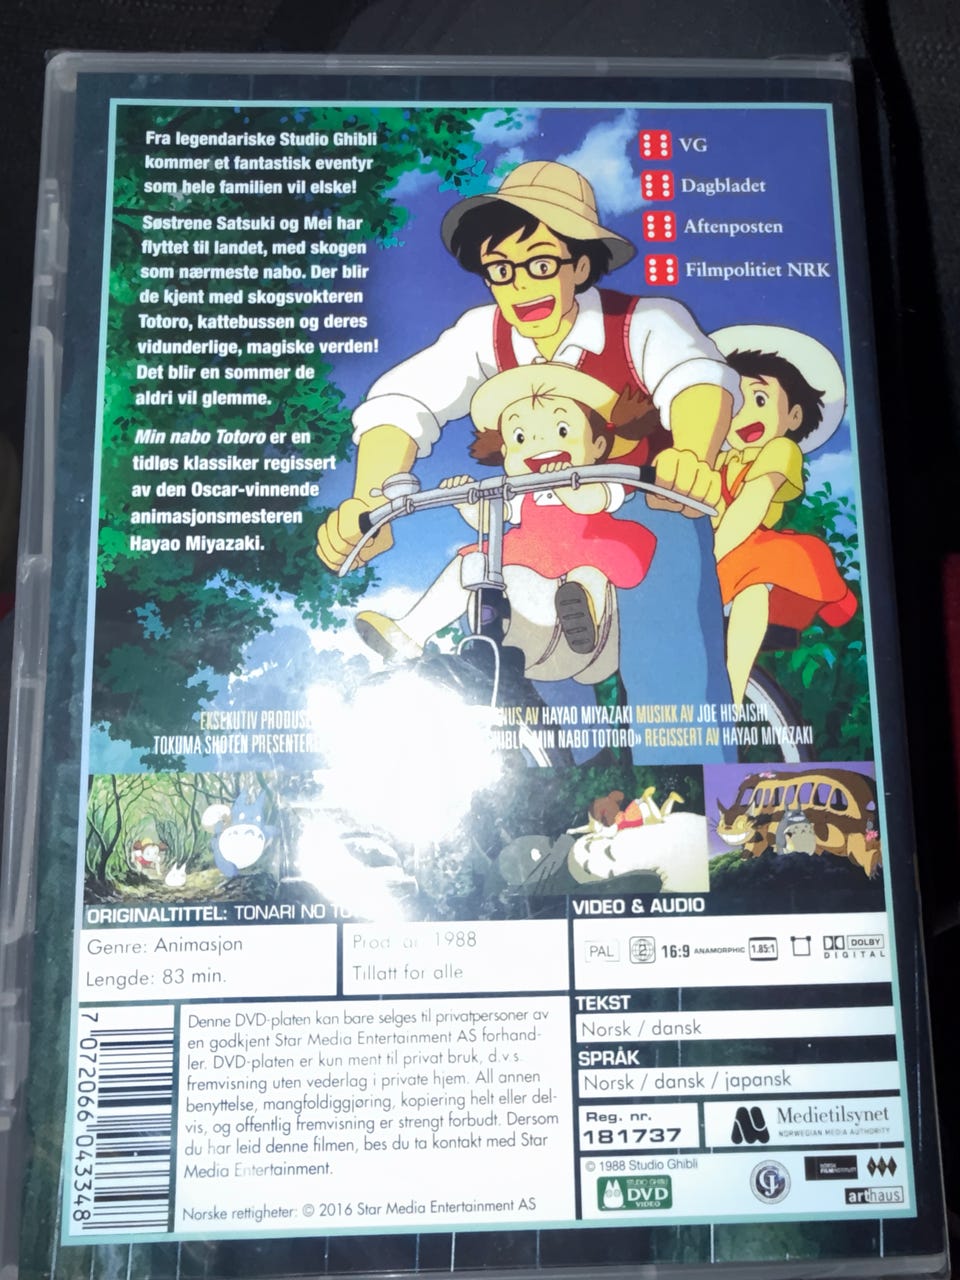 Fra legendariske Studio Ghibli
kommer et fantastisk eventyr
som hele familien vil elske!
Søstrene Satsuki og Mei har
flyttet til landet, med skogen
som nærmeste nabo. Der blir
de kjent med skogsvokteren
Totoro, kattebussen og deres
vidunderlige, magiske verden!
Det blir en sommer de
aldri vil glemme.
Min nabo Totoro er en
tidløs klassiker regissert
av den Oscar-vinnende
animasjonsmesteren
Hayao Miyazaki.
VG
Dagbladet
Aftenposten
Filmpolitiet NRK
EKSEKUTIV AV HAYAO MIYAZAKI MUSIKK AV JOE HISAISHI
TOKUMA SHOTEN MIN NABO TOTORO» REGISSERT AV HAYAO MIYAZAKI
ORIGINALTITTEL: TONARI NO
Genre: Animasjon
Lengde: 83 min.
1988
Tillatt for alle
VIDEO & AUDIO
PAL 2 16:9 ANAMORPHIC 1.85:1 DOLBY DIGITAL
TEKST
Norsk / dansk
SPRÅK
Norsk / dansk / japansk
Reg. nr.
181737
Medietilsynet
NORWEGIAN MEDIA AUTHORITY
7 072066 043348
Denne DVD-platen kan bare selges til privatpersoner av
en godkjent Star Media Entertainment AS forhand-
ler. DVD-platen er kun ment til privat bruk, d.v.s.
fremvisning uten vederlag i private hjem. All annen
benyttelse, mangfoldiggjøring, kopiering helt eller del-
vis, og offentlig fremvisning er strengt forbudt. Dersom
du har leid denne filmen, bes du ta kontakt med Star
Media Entertainment.
Norske rettigheter: © 2016 Star Media Entertainment AS
© 1988 Studio Ghibli
STUDIO GHIBLI
DVD
VIDEO
NORSK
FILMINSTITUTT
arthaus